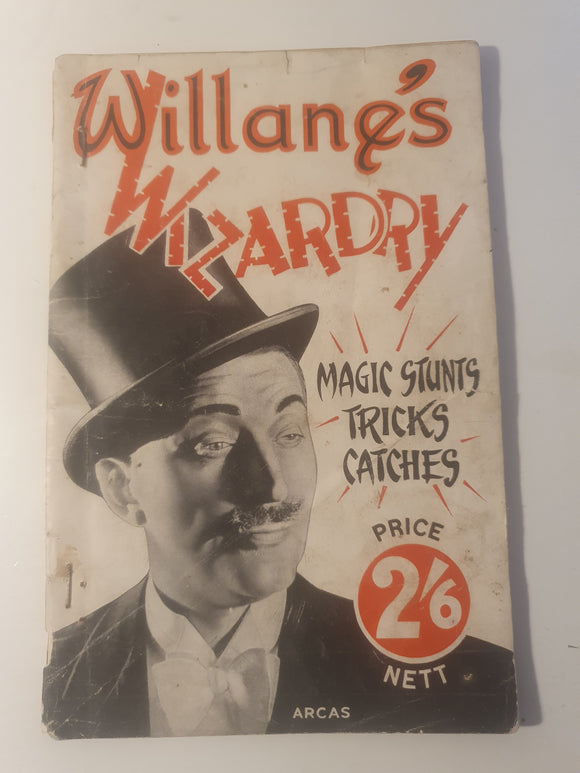 Willane's
WIZARDRY
MAGIC STUNTS
TRICKS
CATCHES
PRICE
2'/6
NETT
ARCAS